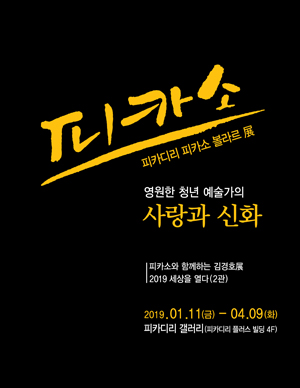 피카소
피카디리 피카소 볼라르 展
영원한 청년 예술가의
사랑과 신화
피카소와 함께하는 김경호展
2019 세상을 열다(2관)
2019.01.11(금) - 04.09(화)
피카디리 갤러리(피카디리 플러스 빌딩 4F)